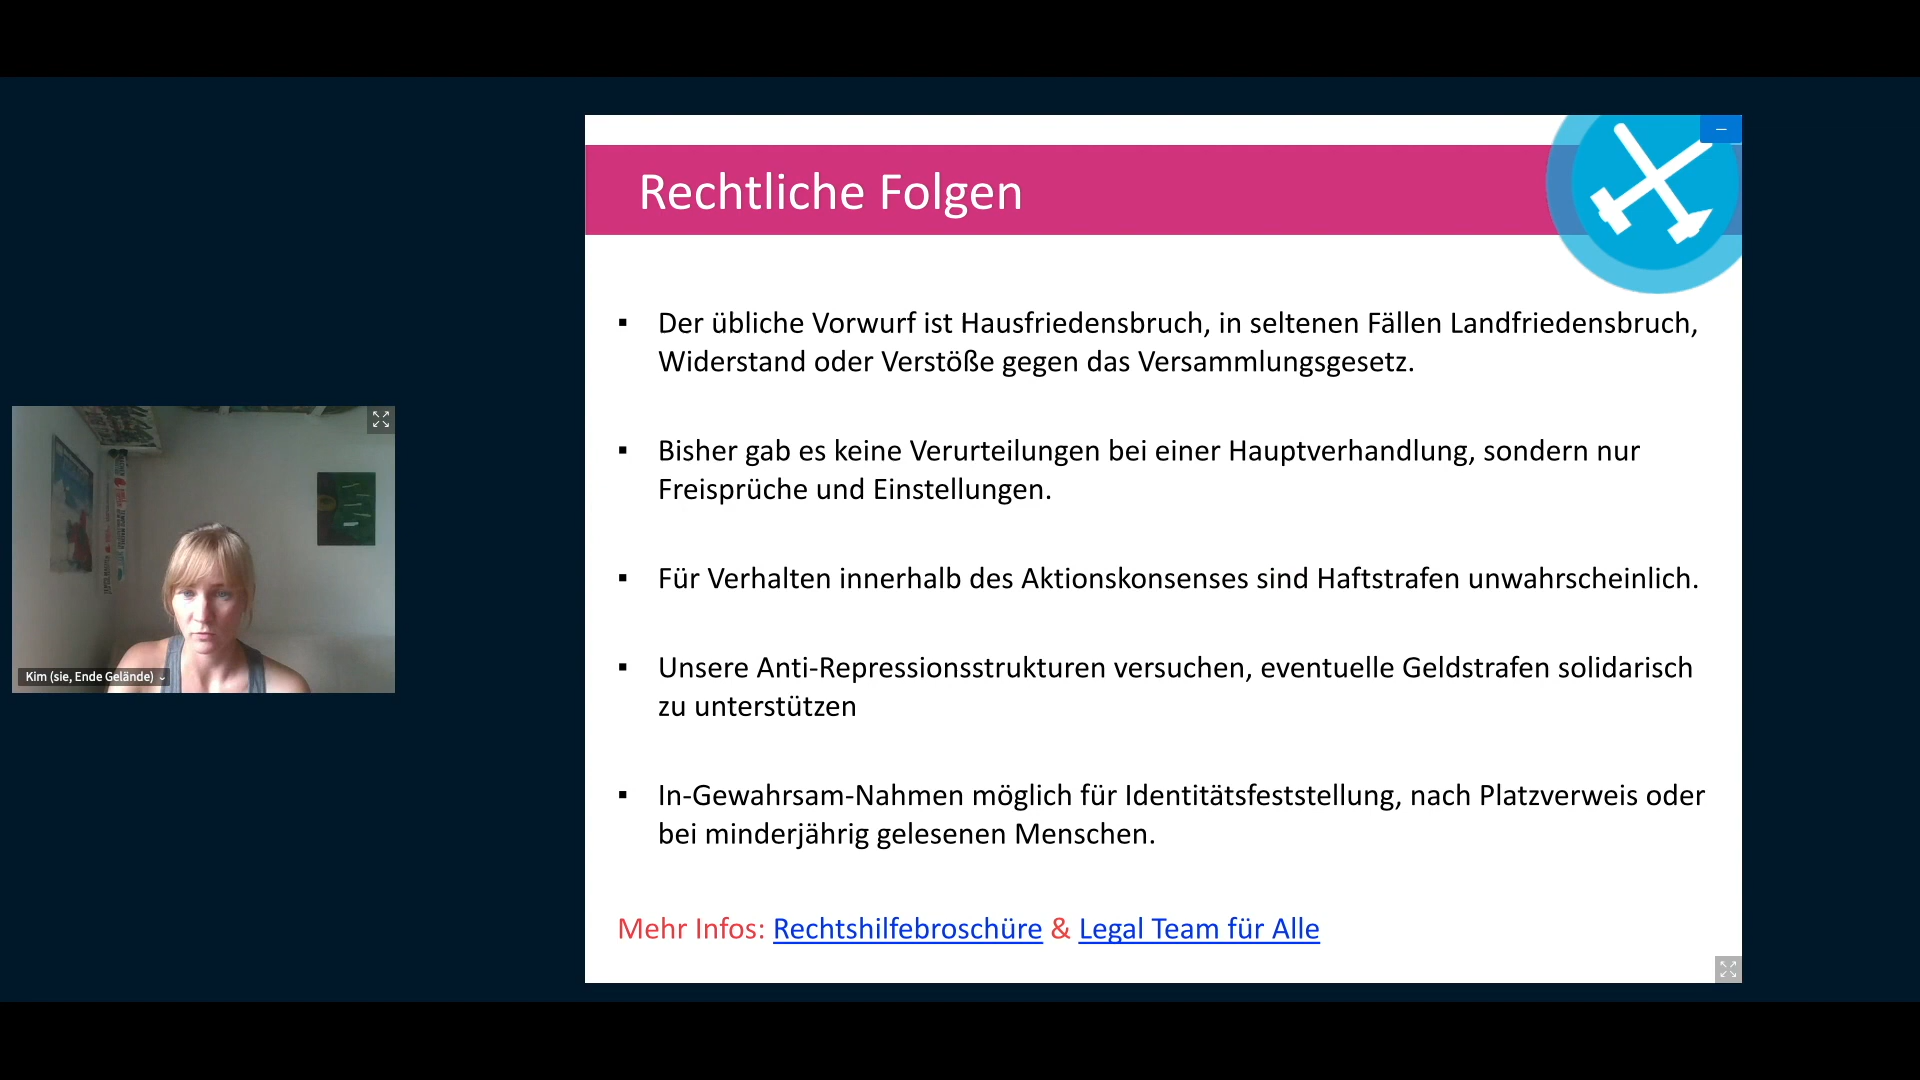 Rechtliche Folgen
▪ Der übliche Vorwurf ist Hausfriedensbruch, in seltenen Fällen Landfriedensbruch,
Widerstand oder Verstöße gegen das Versammlungsgesetz.
▪ Bisher gab es keine Verurteilungen bei einer Hauptverhandlung, sondern nur
Freisprüche und Einstellungen.
▪ Für Verhalten innerhalb des Aktionskonsenses sind Haftstrafen unwahrscheinlich.
▪ Unsere Anti-Repressionsstrukturen versuchen, eventuelle Geldstrafen solidarisch
zu unterstützen
▪ In-Gewahrsam-Nahmen möglich für Identitätsfeststellung, nach Platzverweis oder
bei minderjährig gelesenen Menschen.
Mehr Infos: Rechtshilfebroschüre & Legal Team für Alle
Kim (sie, Ende Gelände)